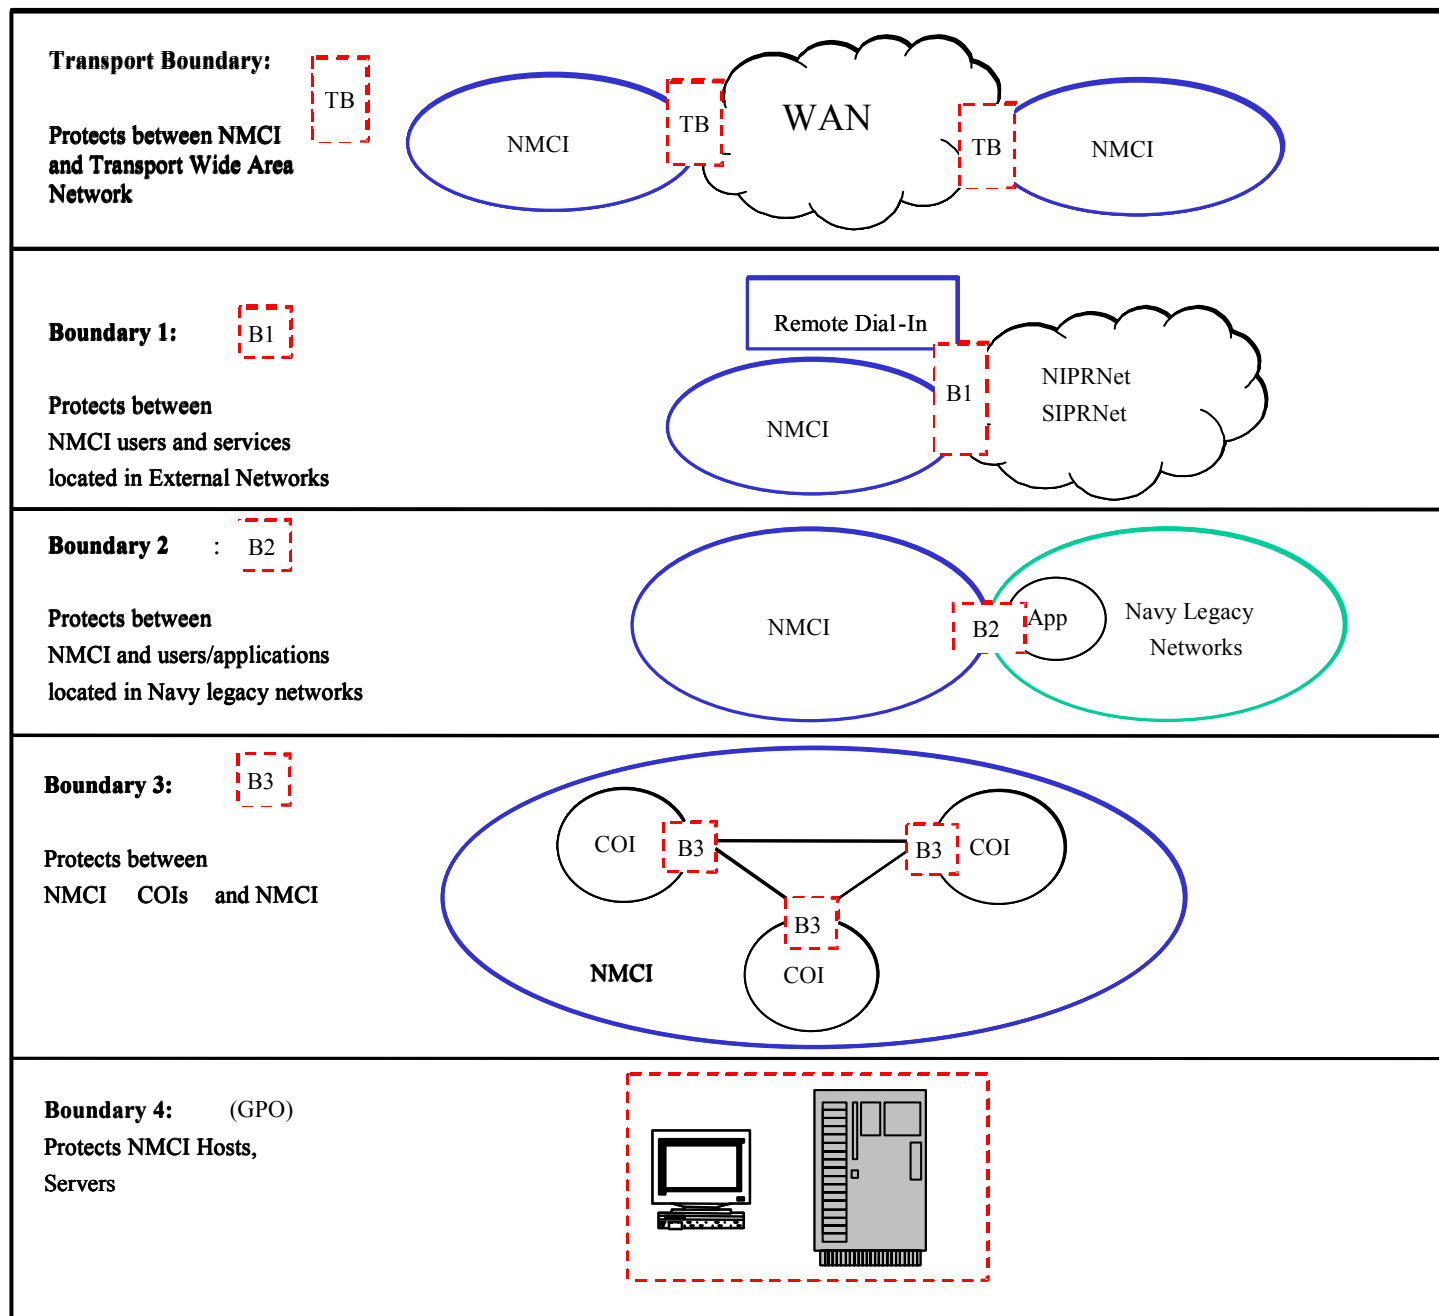 Transport Boundary:
TB
Protects between NMCI
and Transport Wide Area
Network
NMCI
TB
WAN
TB
NMCI
Boundary 1:
B1
Protects between
NMCI users and services
located in External Networks
Remote Dial-In
NMCI
B1
NIPRNet
SIPRNet
Boundary 2 :
B2
Protects between
NMCI and users/applications
located in Navy legacy networks
NMCI
B2
App
Navy Legacy
Networks
Boundary 3:
B3
Protects between
NMCI COIs and NMCI
COI
B3
B3
COI
B3
COI
NMCI
Boundary 4: (GPO)
Protects NMCI Hosts,
Servers